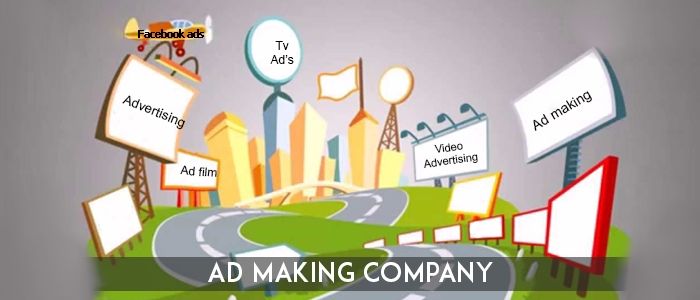 Facebook ads
Tv
Ad's
Advertising
Ad making
Video
Advertising
Ad film
AD MAKING COMPANY